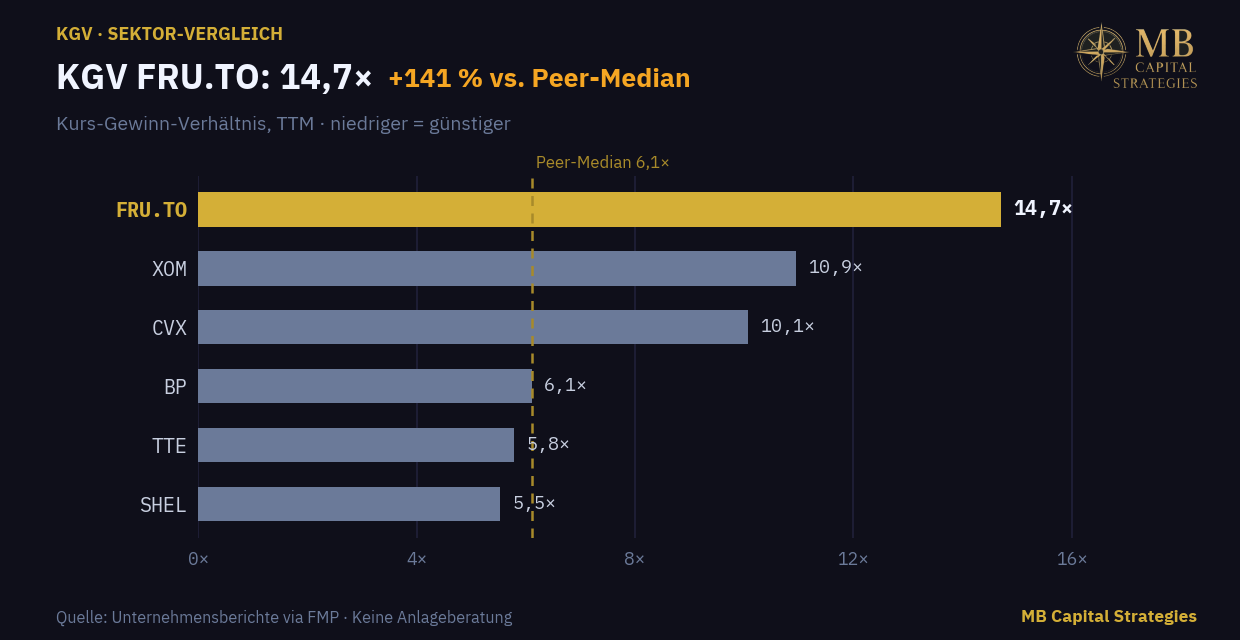 KGV · SEKTOR-VERGLEICH
MB
CAPITAL
STRATEGIES
KGV FRU.TO: 14,7× +141 % vs. Peer-Median
Kurs-Gewinn-Verhältnis, TTM · niedriger = günstiger
Peer-Median 6,1×
FRU.TO 14,7×
XOM 10,9×
CVX 10,1×
BP 6,1×
TTE 5,8×
SHEL 5,5×
0× 4× 8× 12× 16×
Quelle: Unternehmensberichte via FMP · Keine Anlageberatung
MB Capital Strategies